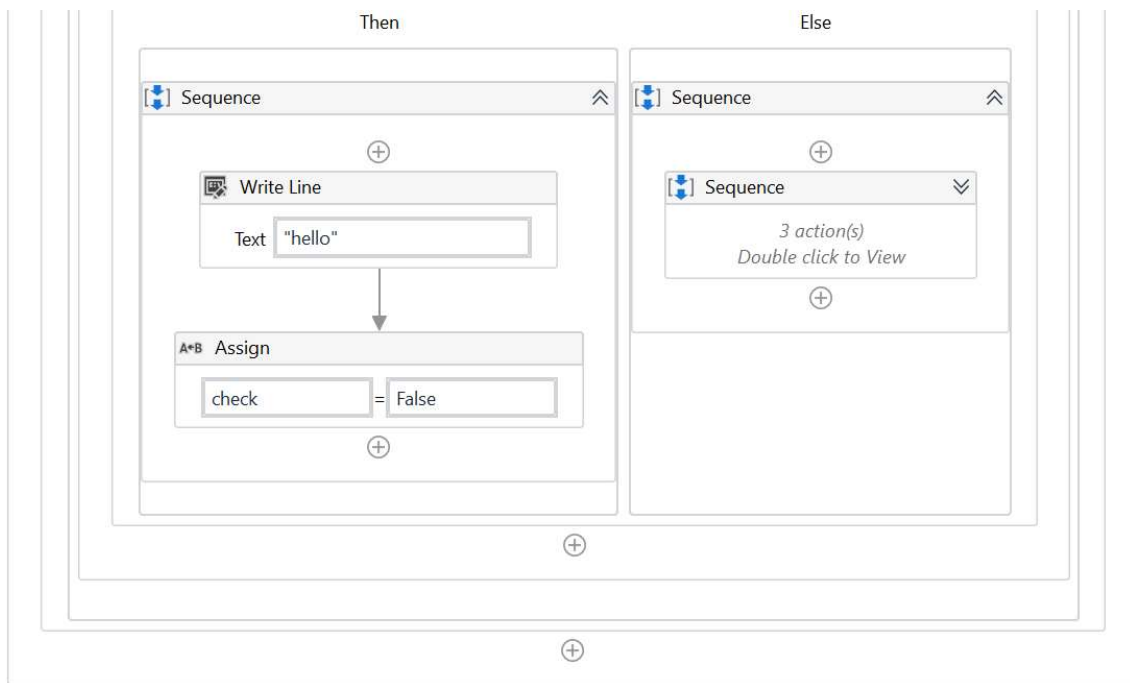 Then
Else
Sequence
Sequence
Write Line
Text "hello"
Sequence
3 action(s)
Double click to View
A←B Assign
check = False